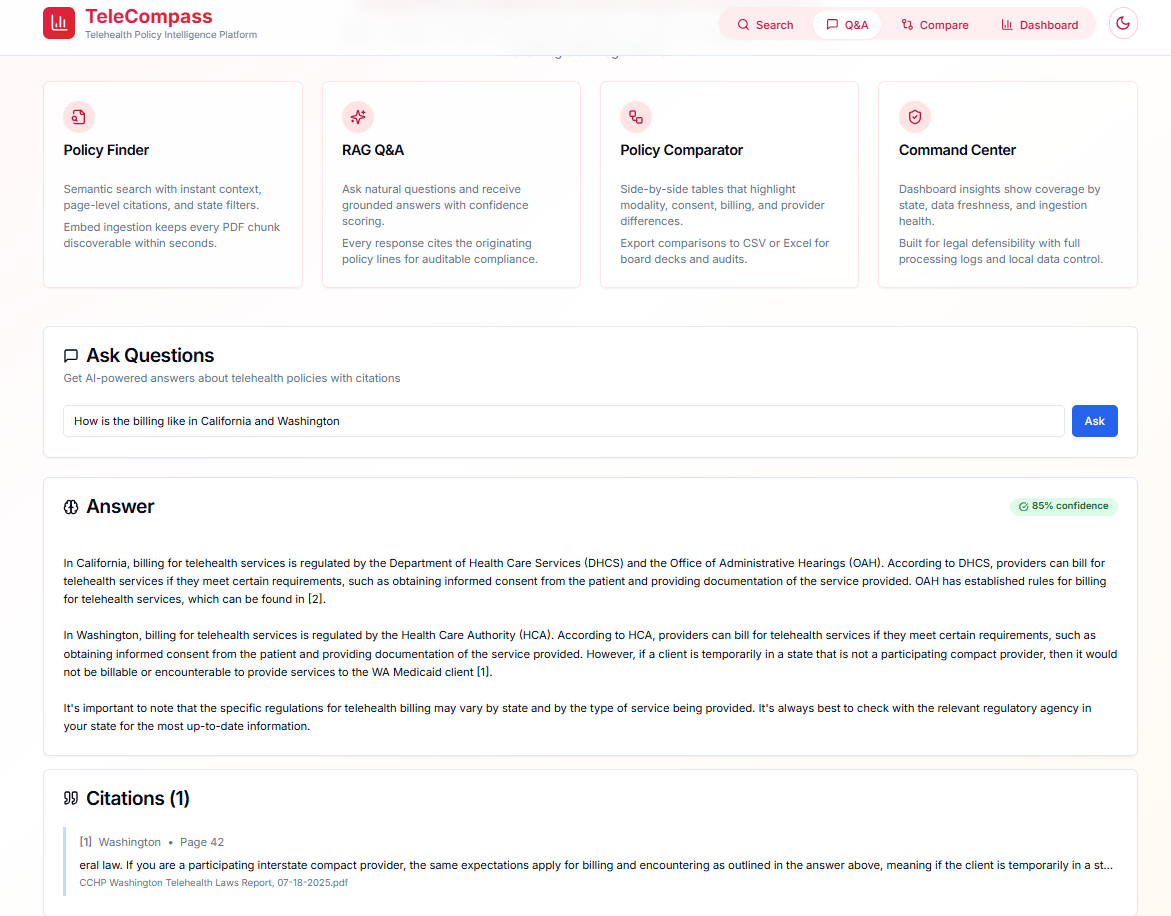 TeleCompass
Telehealth Policy Intelligence Platform
Search
Q&A
Compare
Dashboard
Policy Finder
Semantic search with instant context,
page-level citations, and state filters.
Embed ingestion keeps every PDF chunk
discoverable within seconds.
RAG Q&A
Ask natural questions and receive
grounded answers with confidence
scoring.
Every response cites the originating
policy lines for auditable compliance.
Policy Comparator
Side-by-side tables that highlight
modality, consent, billing, and provider
differences.
Export comparisons to CSV or Excel for
board decks and audits.
Command Center
Dashboard insights show coverage by
state, data freshness, and ingestion
health.
Built for legal defensibility with full
processing logs and local data control.
Ask Questions
Get AI-powered answers about telehealth policies with citations
How is the billing like in California and Washington
Ask
Answer
85% confidence
In California, billing for telehealth services is regulated by the Department of Health Care Services (DHCS) and the Office of Administrative Hearings (OAH). According to DHCS, providers can bill for
telehealth services if they meet certain requirements, such as obtaining informed consent from the patient and providing documentation of the service provided. OAH has established rules for billing
for telehealth services, which can be found in [2].
In Washington, billing for telehealth services is regulated by the Health Care Authority (HCA). According to HCA, providers can bill for telehealth services if they meet certain requirements, such as
obtaining informed consent from the patient and providing documentation of the service provided. However, if a client is temporarily in a state that is not a participating compact provider, then it would
not be billable or encounterable to provide services to the WA Medicaid client [1].
It's important to note that the specific regulations for telehealth billing may vary by state and by the type of service being provided. It's always best to check with the relevant regulatory agency in
your state for the most up-to-date information.
Citations (1)
[1] Washington • Page 42
eral law. If you are a participating interstate compact provider, the same expectations apply for billing and encountering as outlined in the answer above, meaning if the client is temporarily in a st...
CCHP Washington Telehealth Laws Report, 07-18-2025.pdf